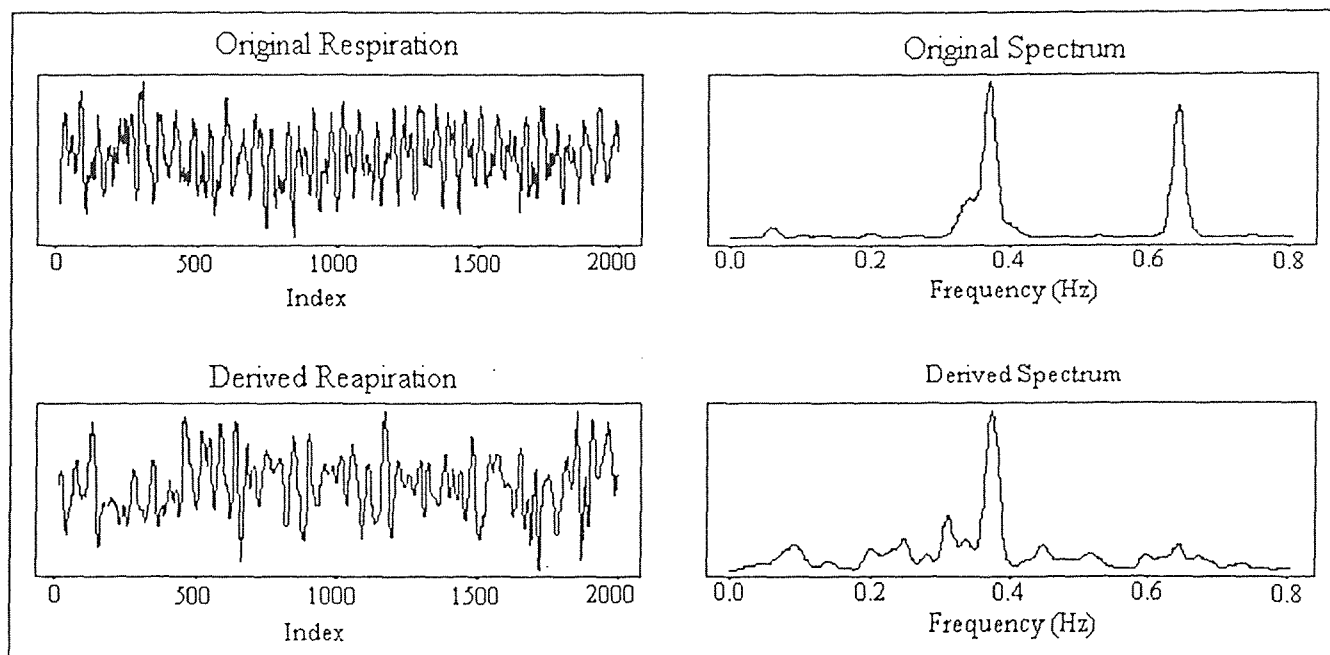 Original Respiration
Original Spectrum
0 500 1000 1500 2000
Index
0.0 0.2 0.4 0.6 0.8
Frequency (Hz)
Derived Reapiration
Derived Spectrum
0 500 1000 1500 2000
Index
0.0 0.2 0.4 0.6 0.8
Frequency (Hz)